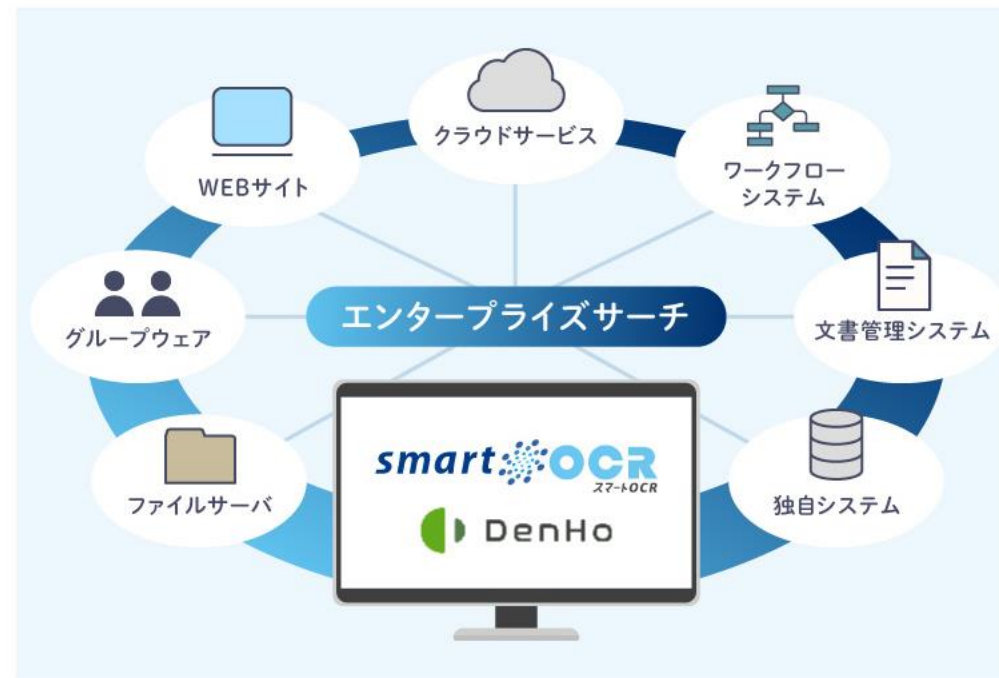 クラウドサービス
WEBサイト
ワークフロー
システム
グループウェア
エンタープライズサーチ
文書管理システム
ファイルサーバ
smart OCR
スマートOCR
DenHo
独自システム